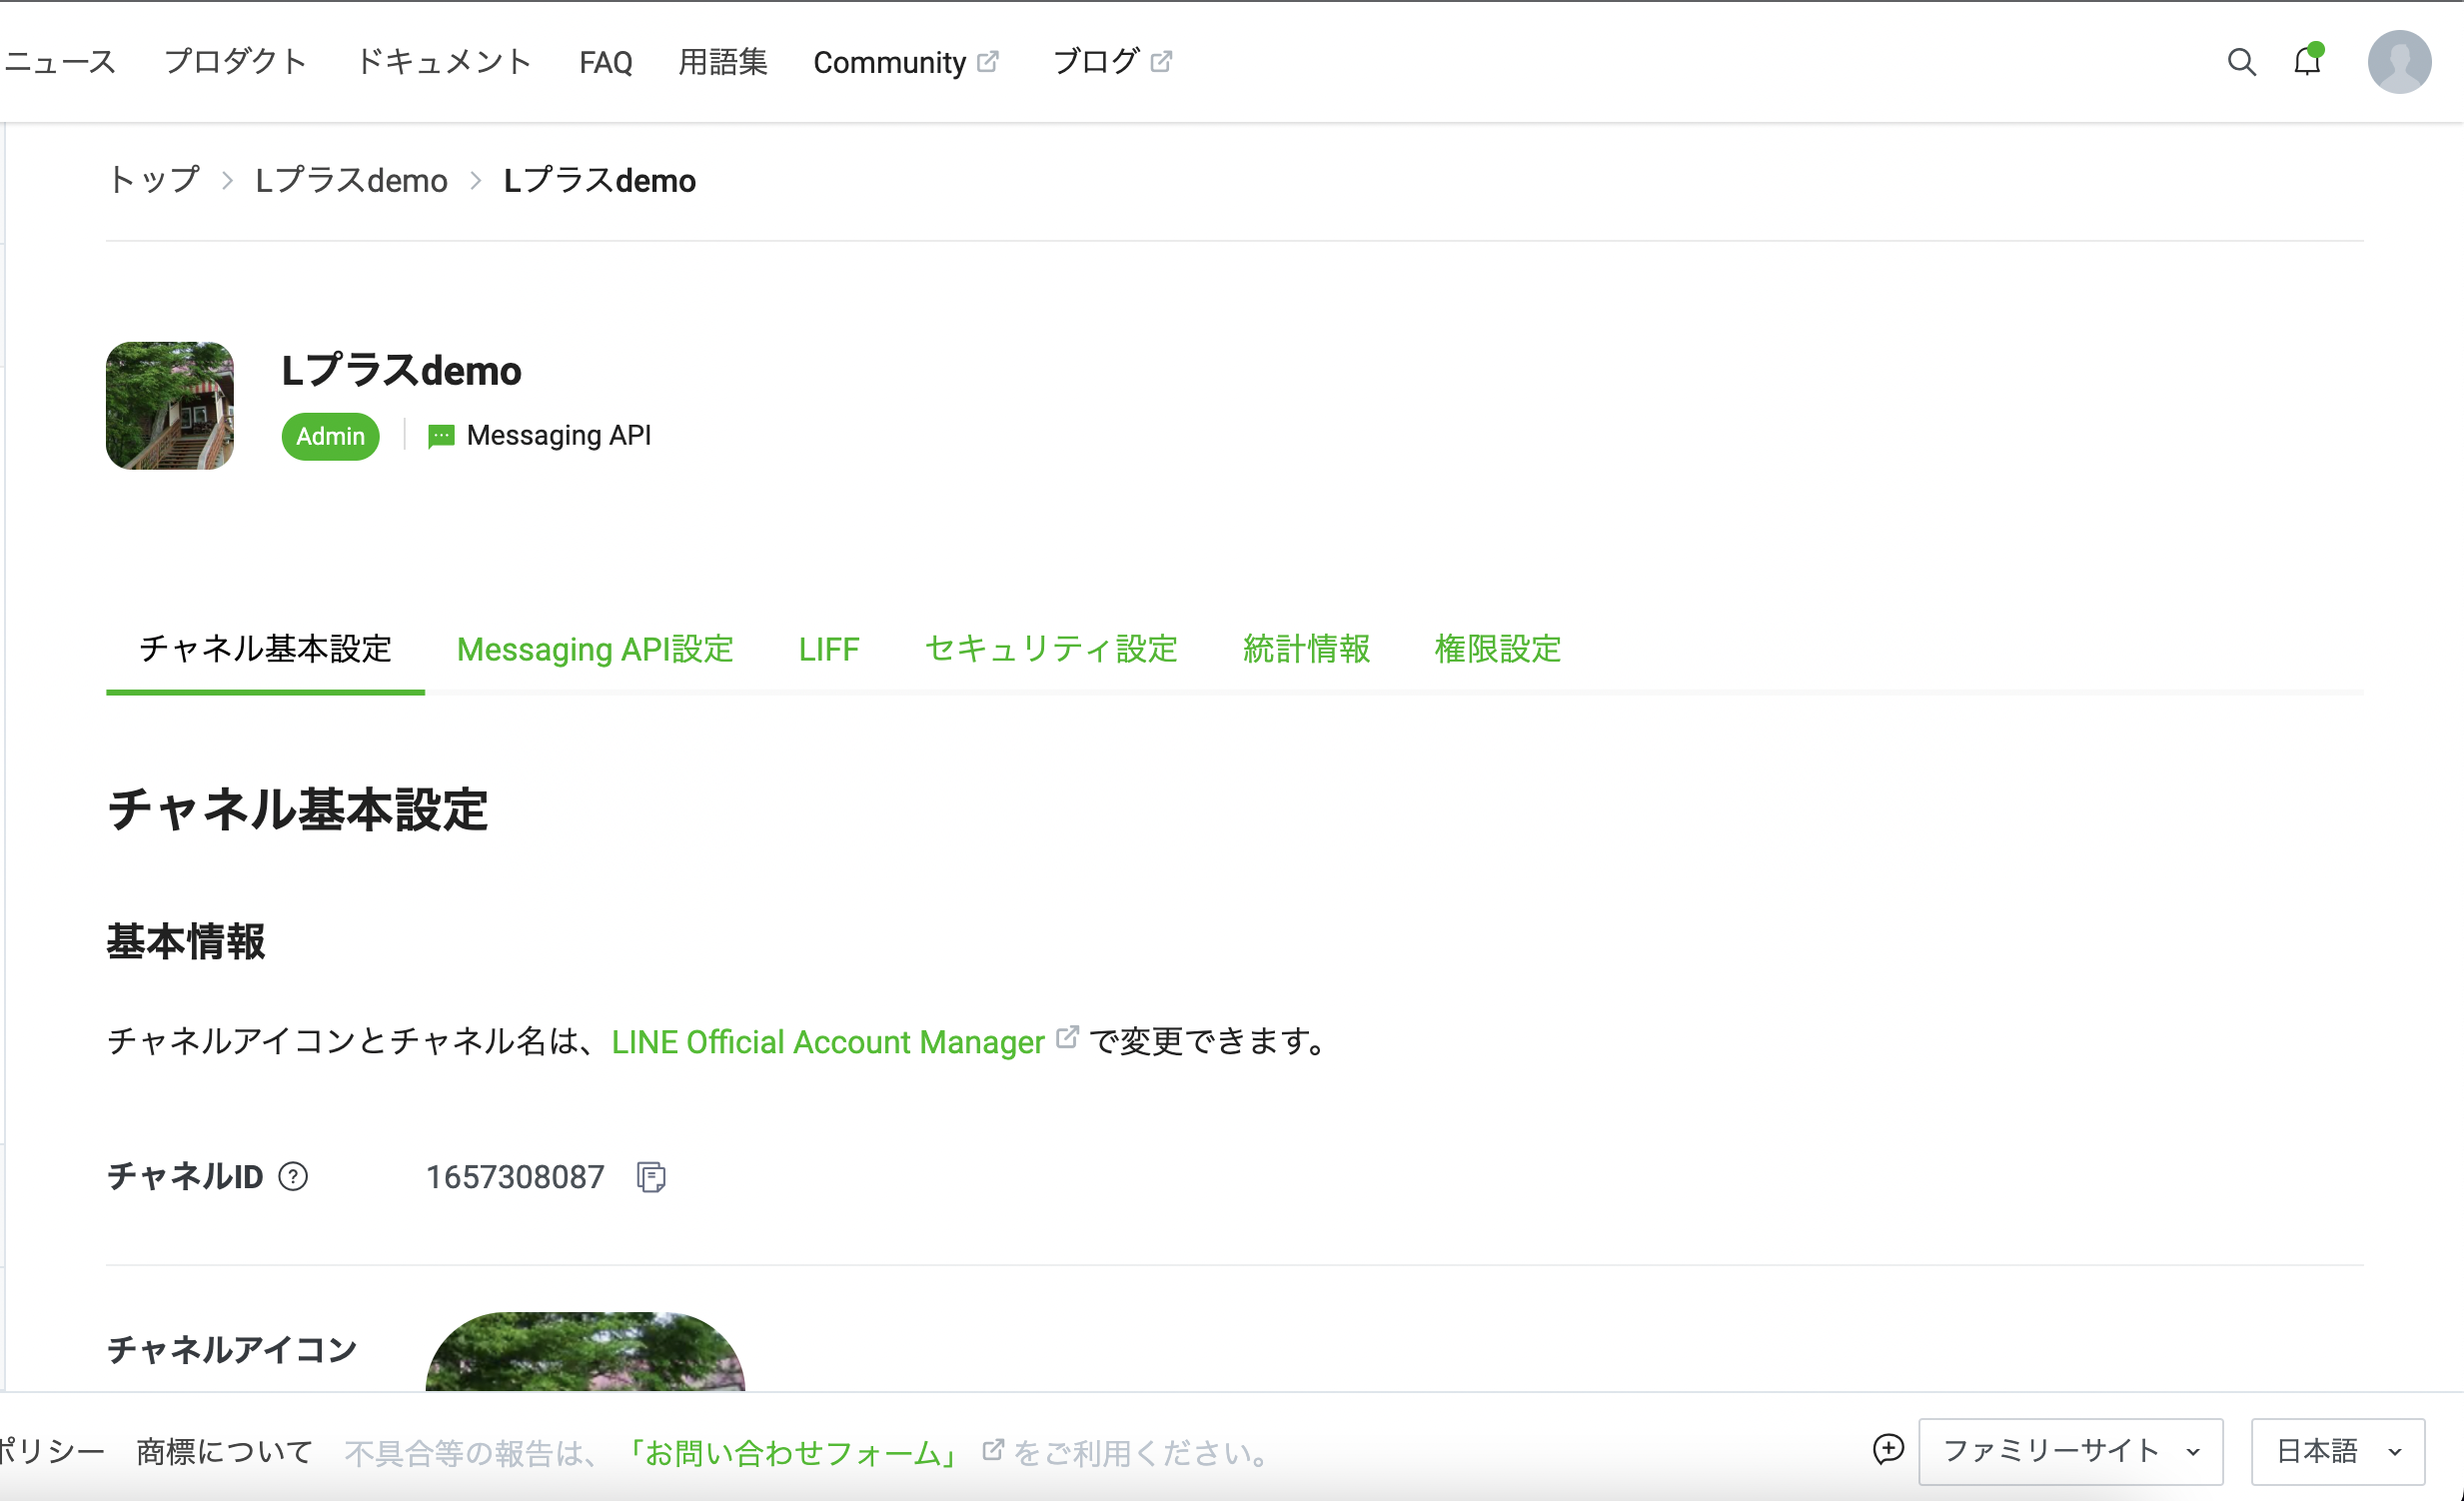 ニュース プロダクト ドキュメント FAQ 用語集 Community ブログ
トップ > Lプラスdemo > Lプラスdemo
Lプラスdemo
Admin Messaging API
チャネル基本設定 Messaging API設定 LIFF セキュリティ設定 統計情報 権限設定
チャネル基本設定
基本情報
チャネルアイコンとチャネル名は、LINE Official Account Managerで変更できます。
チャネルID ? 1657308087
チャネルアイコン
ポリシー 商標について 不具合等の報告は、「お問い合わせフォーム」をご利用ください。 ファミリーサイト 日本語